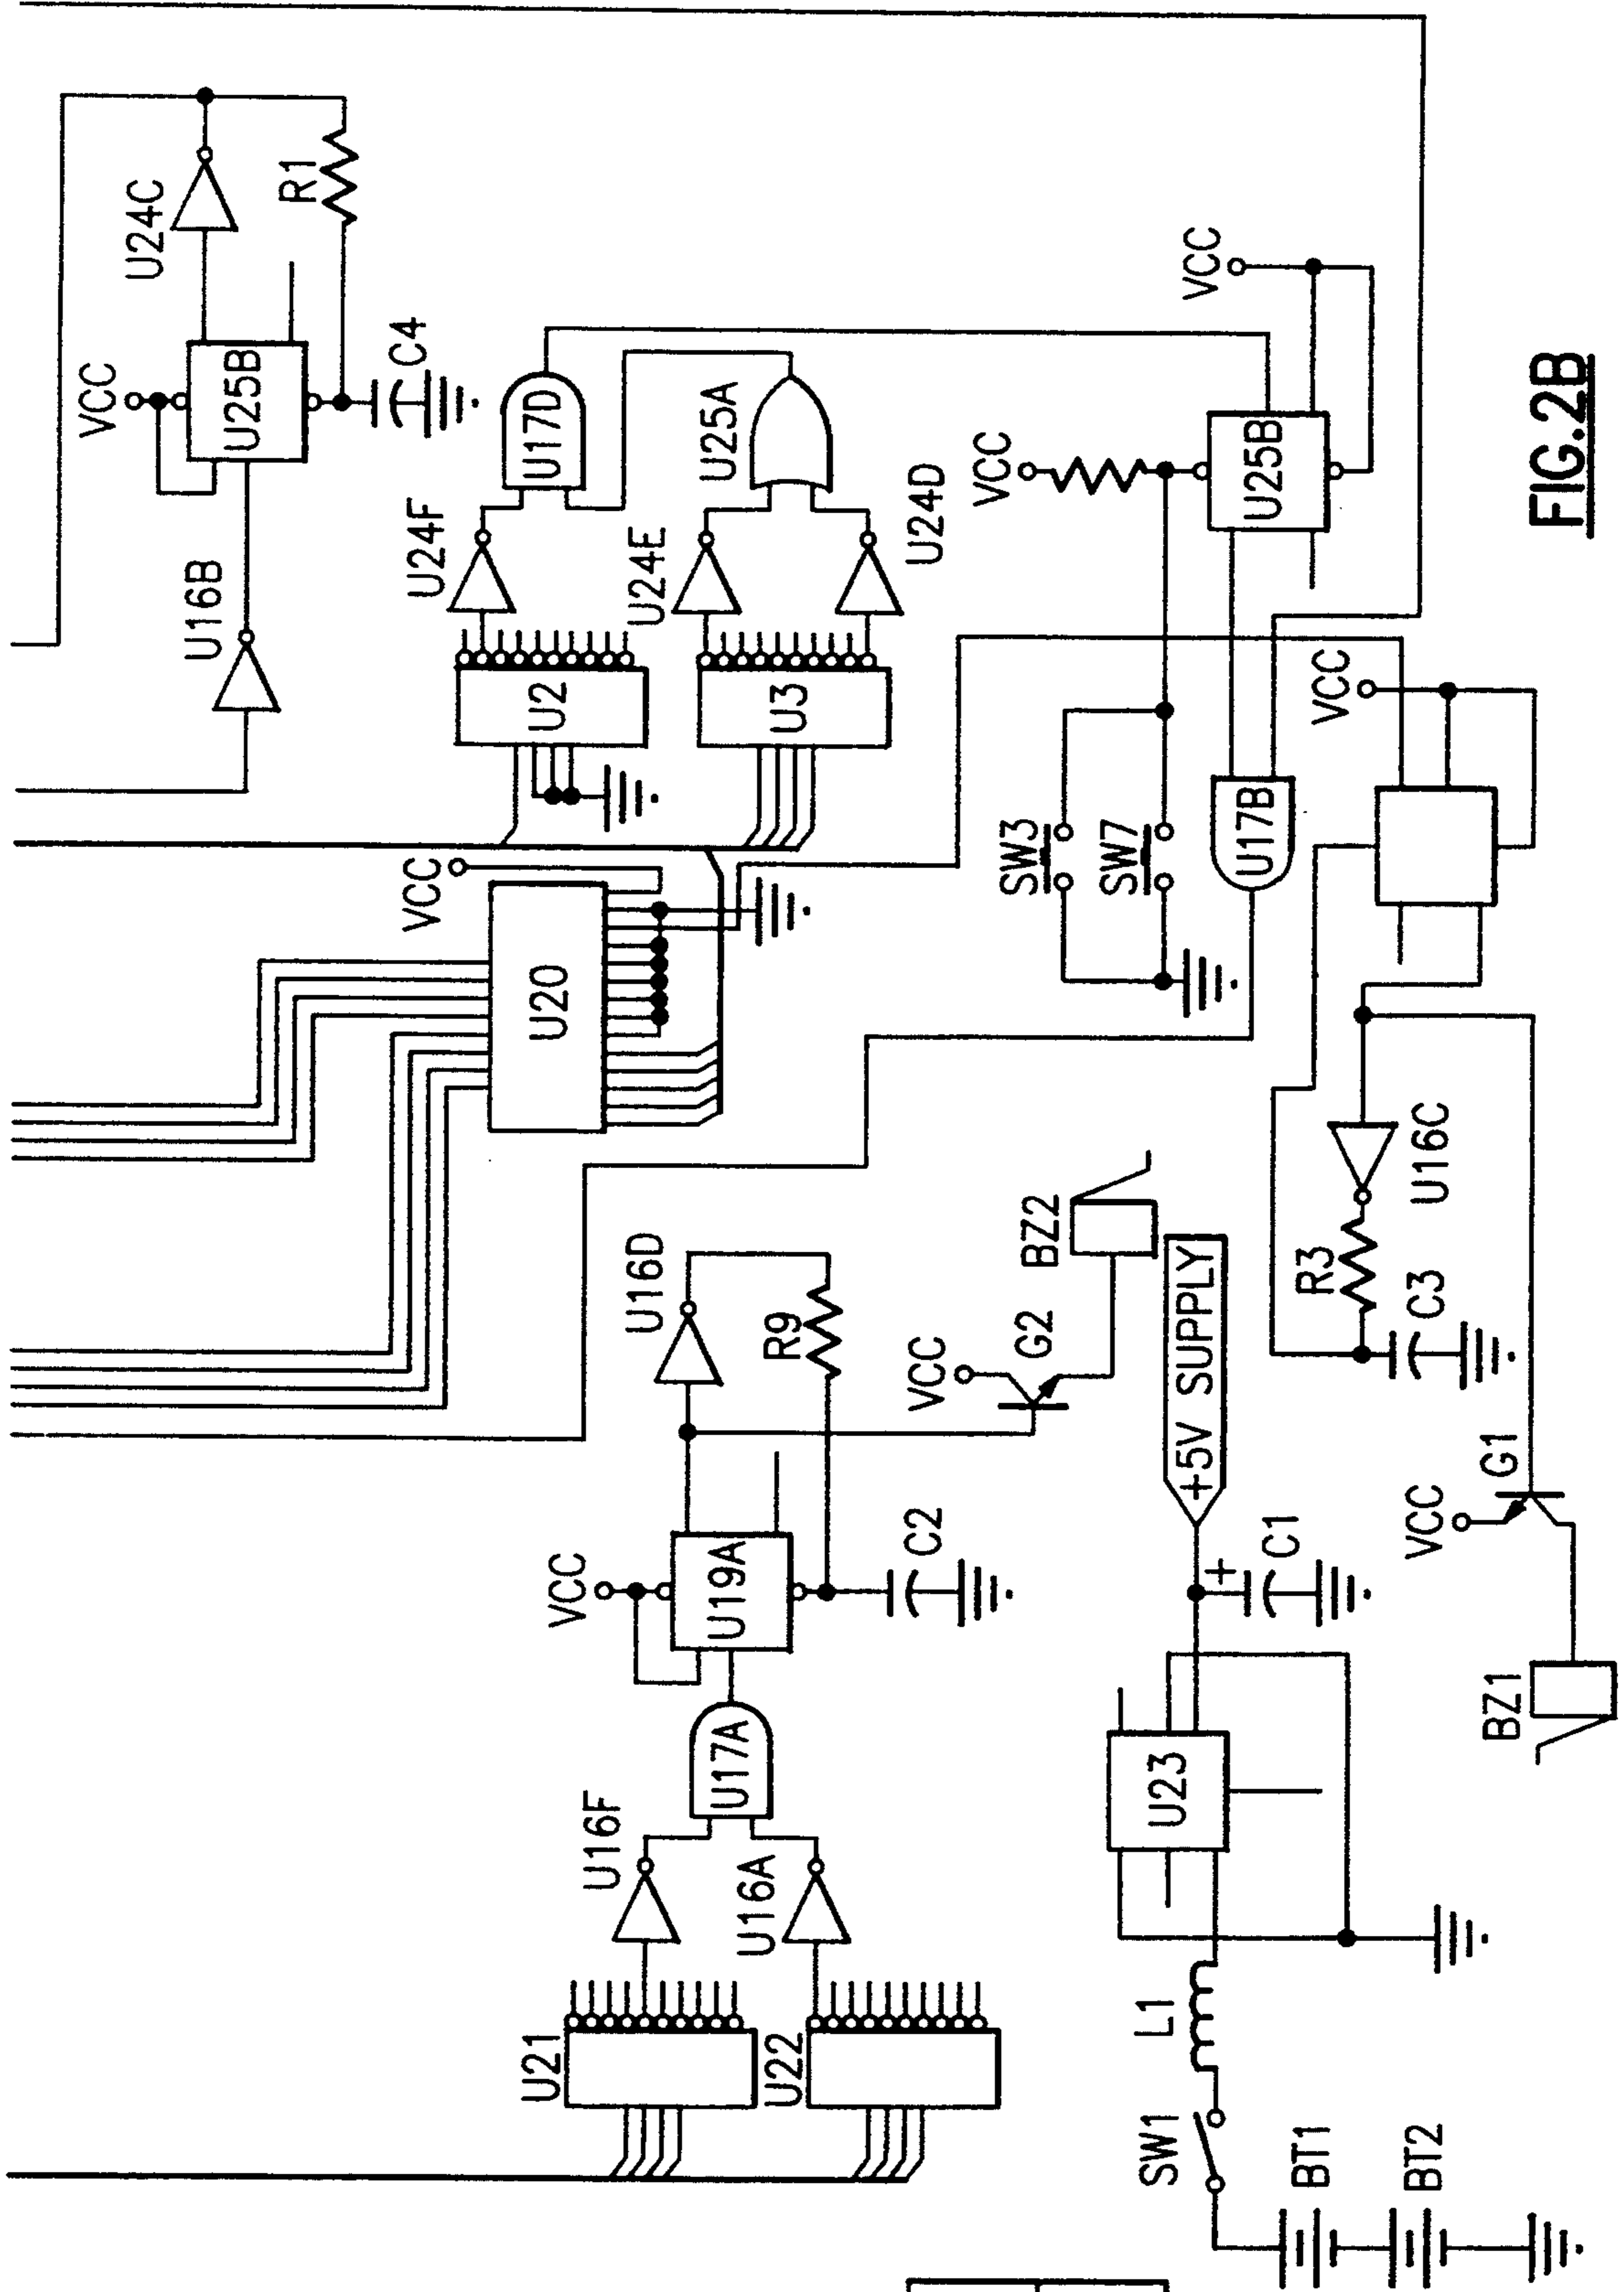 U24C
R1
VCC
U25B
C4
U16B
U24F
U17D
U24E
U25A
U24D
U2
U3
VCC
VCC
U25B
VCC
U20
VCC
SW3
SW7
U17B
VCC
U16D
R9
BZ2
U16C
R3
C3
G2
VCC
+5V SUPPLY
G1
VCC
VCC
U19A
C2
+
C1
BZ1
U17A
U16F
U16A
U23
U21
U22
L1
SW1
BT1
BT2
FIG.2B